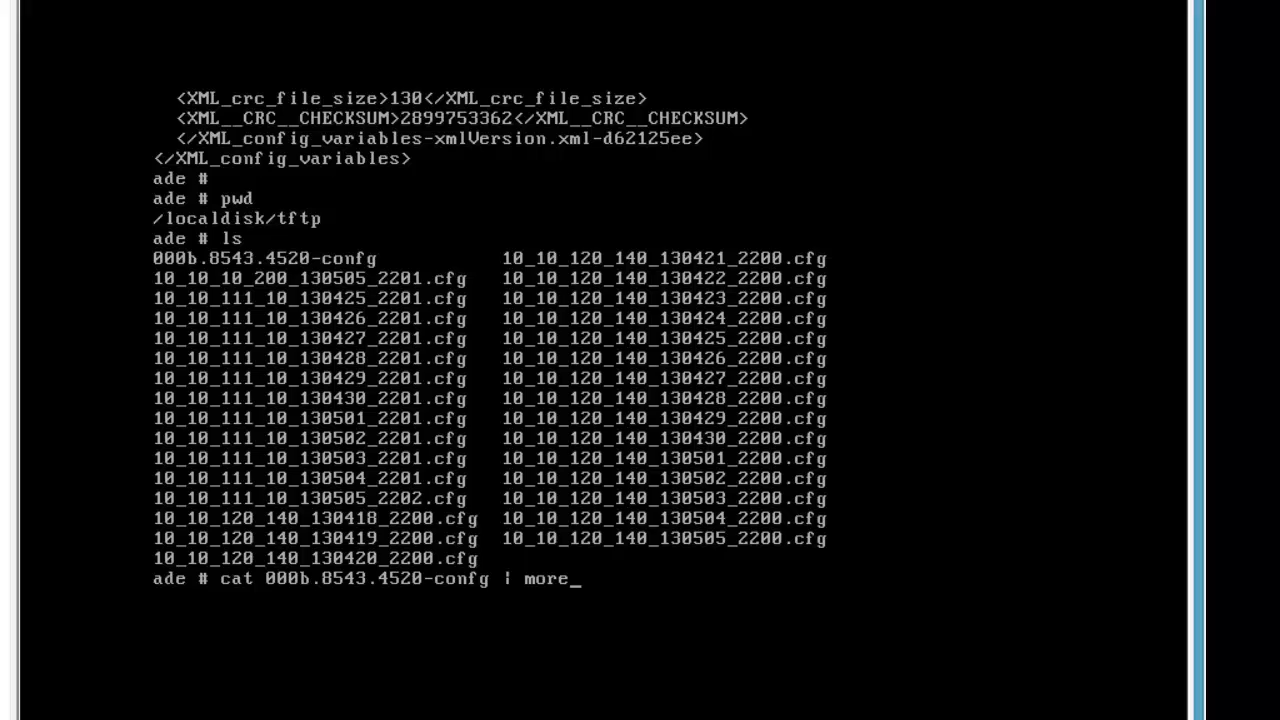 <XML_crc_file_size>130</XML_crc_file_size>
<XML__CRC__CHECKSUM>2899753362</XML__CRC__CHECKSUM>
</XML_config_variables-xmlVersion.xml-d62125ee>
</XML_config_variables>
ade #
ade # pwd
/localdisk/tftp
ade # ls
000b.8543.4520-confg 10_10_120_140_130421_2200.cfg
10_10_10_200_130505_2201.cfg 10_10_120_140_130422_2200.cfg
10_10_111_10_130425_2201.cfg 10_10_120_140_130423_2200.cfg
10_10_111_10_130426_2201.cfg 10_10_120_140_130424_2200.cfg
10_10_111_10_130427_2201.cfg 10_10_120_140_130425_2200.cfg
10_10_111_10_130428_2201.cfg 10_10_120_140_130426_2200.cfg
10_10_111_10_130429_2201.cfg 10_10_120_140_130427_2200.cfg
10_10_111_10_130430_2201.cfg 10_10_120_140_130428_2200.cfg
10_10_111_10_130501_2201.cfg 10_10_120_140_130429_2200.cfg
10_10_111_10_130502_2201.cfg 10_10_120_140_130430_2200.cfg
10_10_111_10_130503_2201.cfg 10_10_120_140_130501_2200.cfg
10_10_111_10_130504_2201.cfg 10_10_120_140_130502_2200.cfg
10_10_111_10_130505_2202.cfg 10_10_120_140_130503_2200.cfg
10_10_120_140_130418_2200.cfg 10_10_120_140_130504_2200.cfg
10_10_120_140_130419_2200.cfg 10_10_120_140_130505_2200.cfg
10_10_120_140_130420_2200.cfg
ade # cat 000b.8543.4520-confg | more_